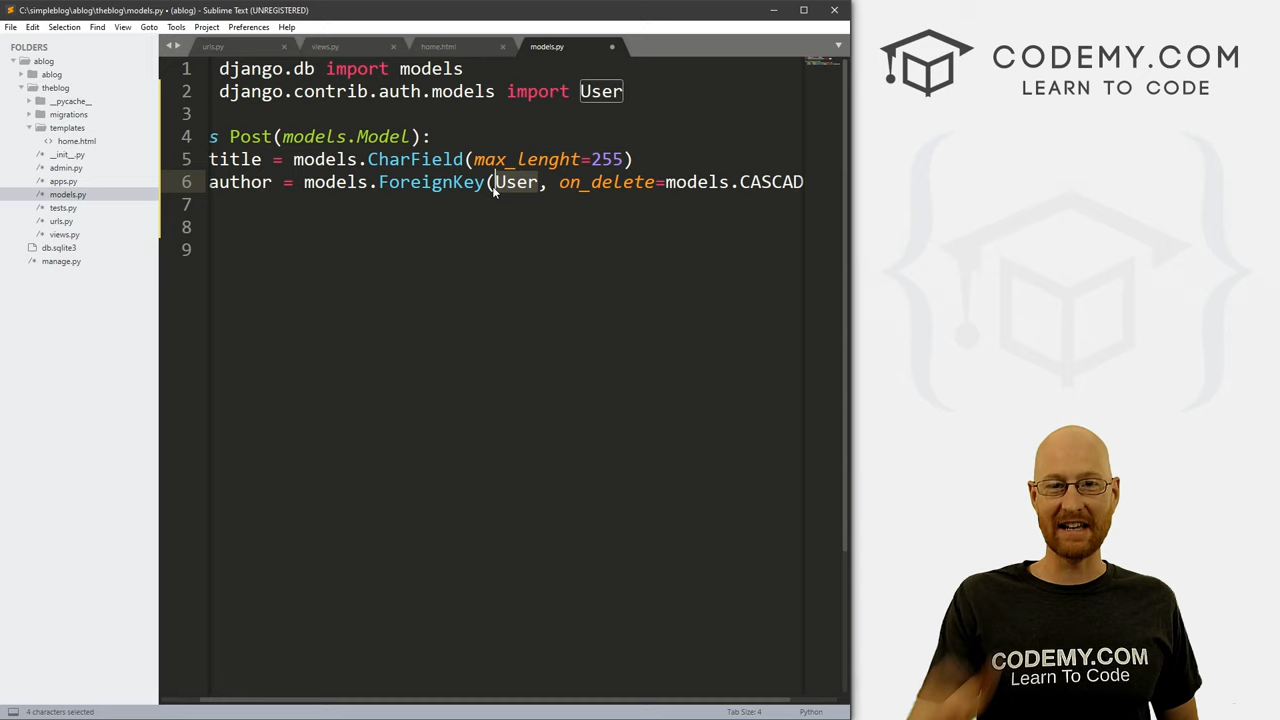 C:\simpleblog\ablog\theblog\models.py • (ablog) - Sublime Text (UNREGISTERED)
File Edit Selection Find View Goto Tools Project Preferences Help
FOLDERS
ablog
ablog
theblog
__pycache__
migrations
templates
home.html
__init__.py
admin.py
apps.py
models.py
tests.py
urls.py
views.py
db.sqlite3
manage.py
urls.py views.py home.html models.py
1 django.db import models
2 django.contrib.auth.models import User
3
4 s Post(models.Model):
5 title = models.CharField(max_lenght=255)
6 author = models.ForeignKey(User, on_delete=models.CASCAD
7
8
9
4 characters selected Tab Size: 4 Python
CODEMY.COM
LEARN TO CODE
CODEMY.COM
Learn To Code